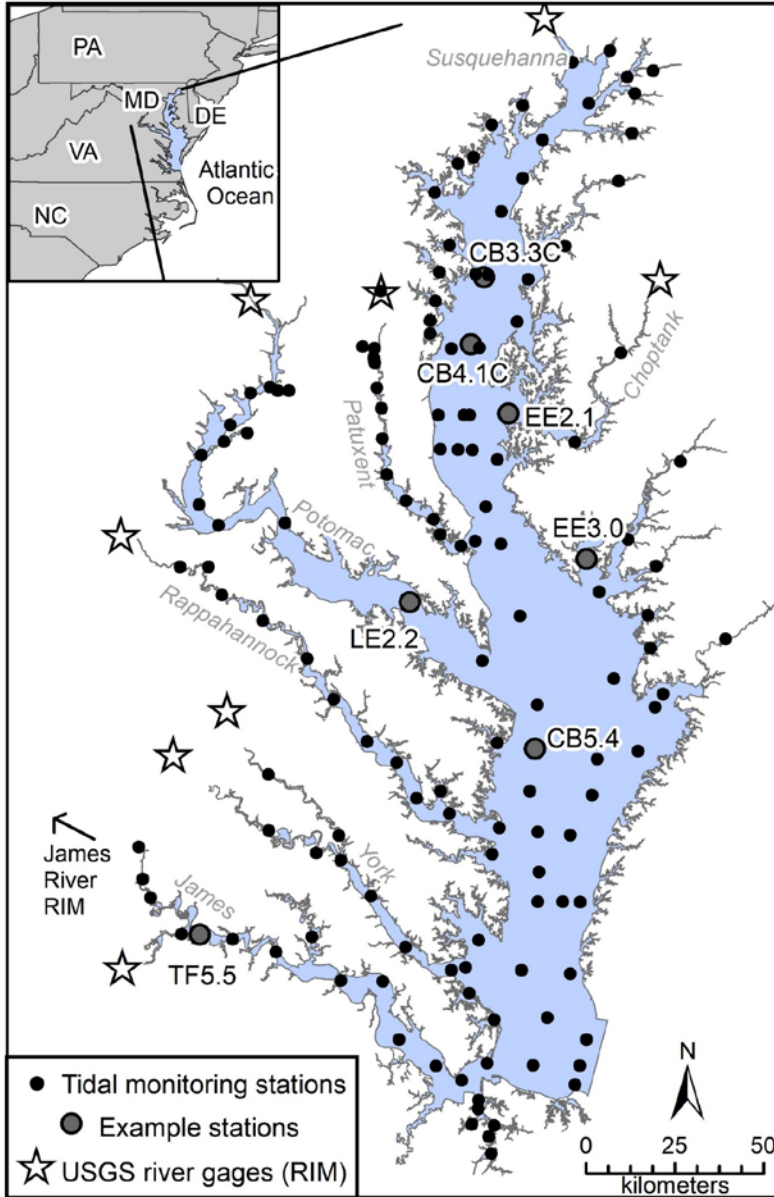 PA
MD
DE
VA
Atlantic
Ocean
NC
Susquehanna
CB3.3C
CB4.1C
Choptank
EE2.1
Patuxent
EE3.0
Potomac
LE2.2
Rappahannock
CB5.4
York
James
River
RIM
James
TF5.5
Tidal monitoring stations
Example stations
USGS river gages (RIM)
N
0 25 50
kilometers